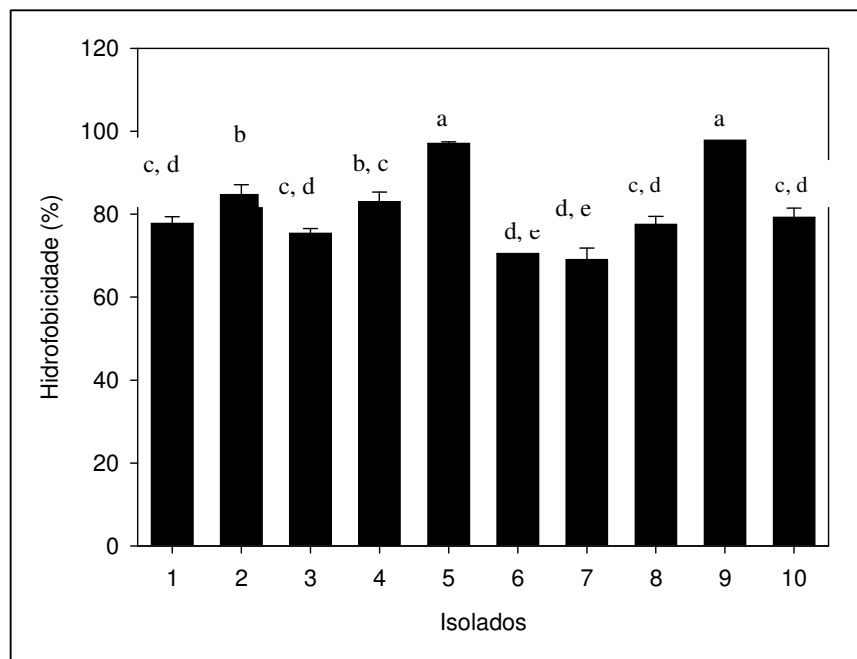 120
100
80
60
40
20
0
Hidrofobicidade (%)
c, d
b
c, d
b, c
a
d, e
d, e
c, d
a
c, d
1 2 3 4 5 6 7 8 9 10
Isolados